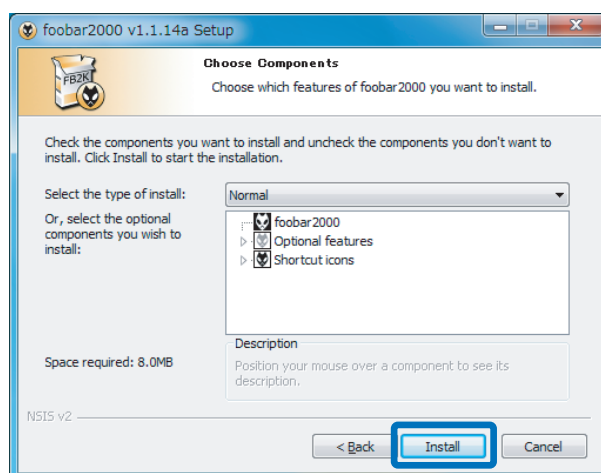 foobar2000 v1.1.14a Setup
Choose Components
Choose which features of foobar2000 you want to install.
FB2K
Check the components you want to install and uncheck the components you don't want to
install. Click Install to start the installation.
Select the type of install:
Normal
Or, select the optional
components you wish to
install:
foobar2000
Optional features
Shortcut icons
Space required: 8.0MB
Description
Position your mouse over a component to see its
description.
NSIS v2
< Back
Install
Cancel